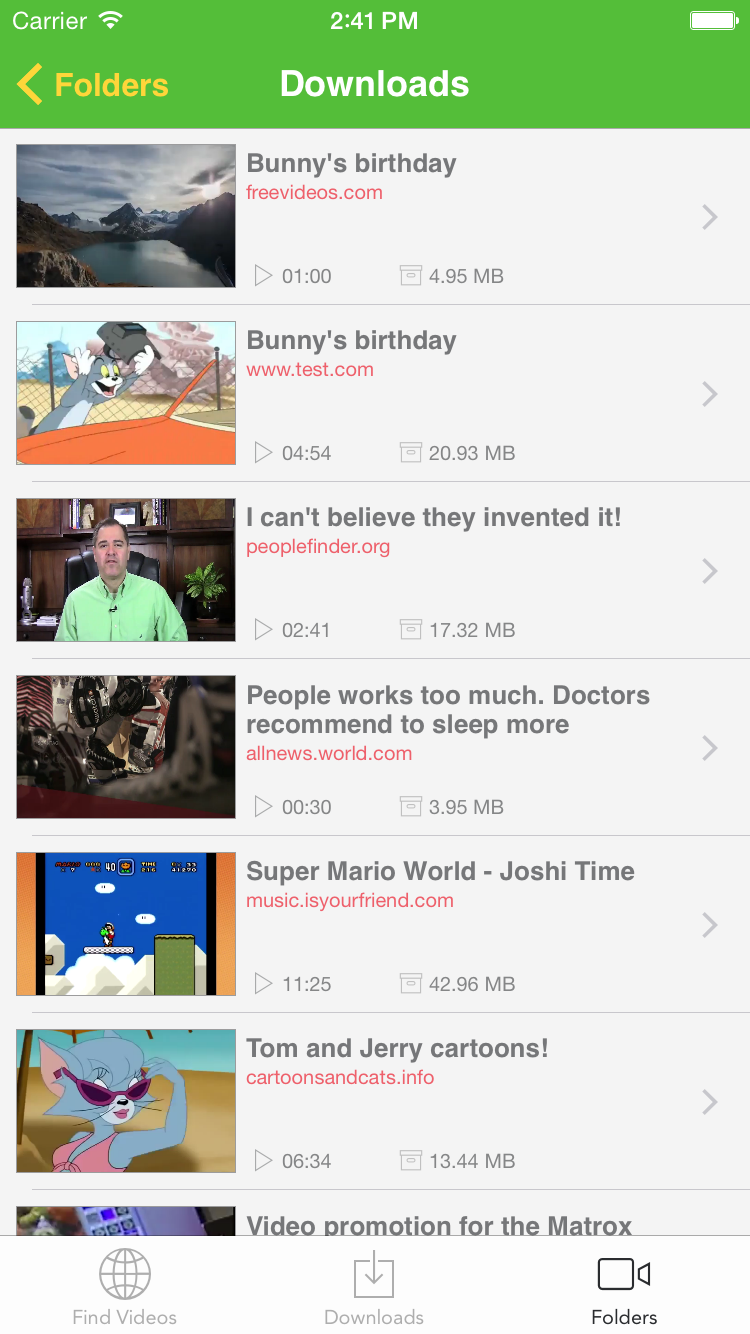 Carrier 2:41 PM
Folders Downloads
Bunny's birthday
freevideos.com
01:00 4.95 MB
Bunny's birthday
www.test.com
04:54 20.93 MB
I can't believe they invented it!
peoplefinder.org
02:41 17.32 MB
People works too much. Doctors
recommend to sleep more
allnews.world.com
00:30 3.95 MB
Super Mario World - Joshi Time
music.isyourfriend.com
11:25 42.96 MB
Tom and Jerry cartoons!
cartoonsandcats.info
06:34 13.44 MB
Video promotion for the Matrox
Find Videos Downloads Folders